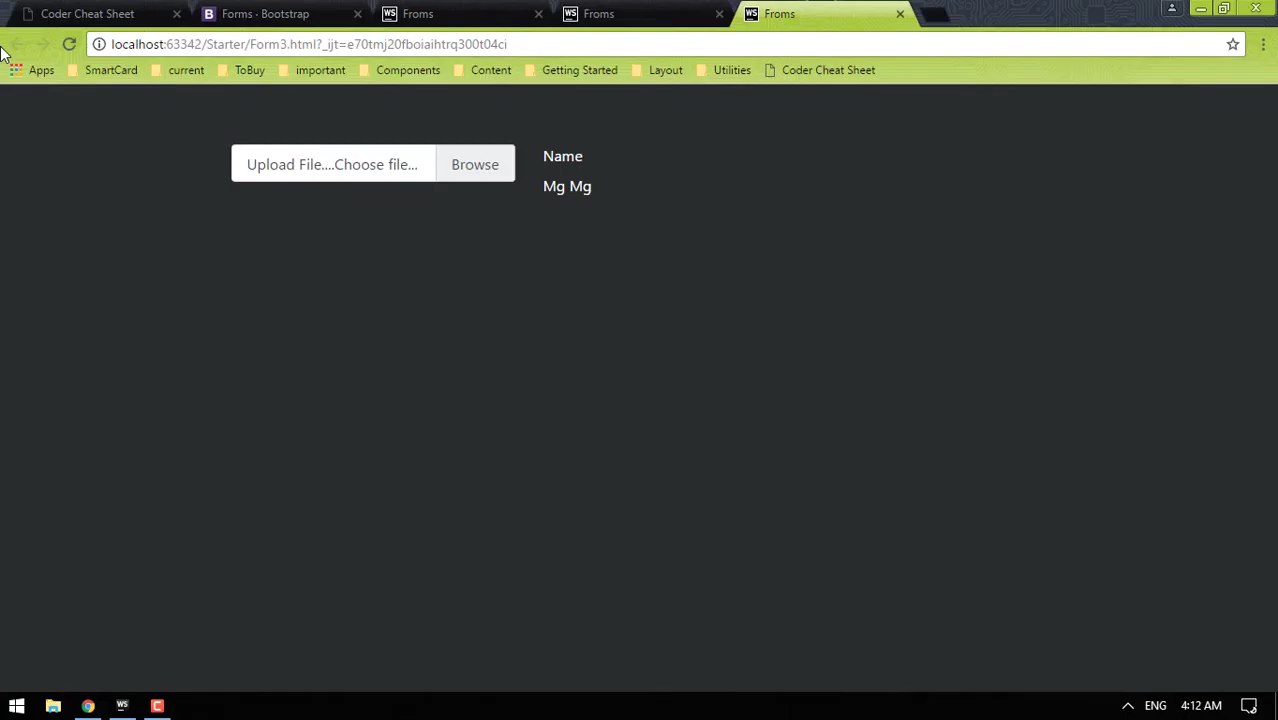 Coder Cheat Sheet
Forms · Bootstrap
Froms
Froms
Froms
localhost:63342/Starter/Form3.html?_ijt=e70tmj20fboiaihtrq300t04ci
Apps SmartCard current ToBuy important Components Content Getting Started Layout Utilities Coder Cheat Sheet
Upload File....Choose file... Browse
Name
Mg Mg
ENG 4:12 AM